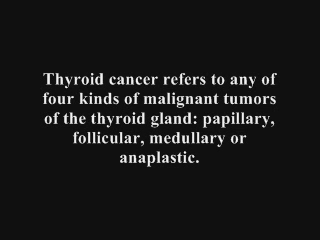 Thyroid cancer refers to any of
four kinds of malignant tumors
of the thyroid gland: papillary,
follicular, medullary or
anaplastic.